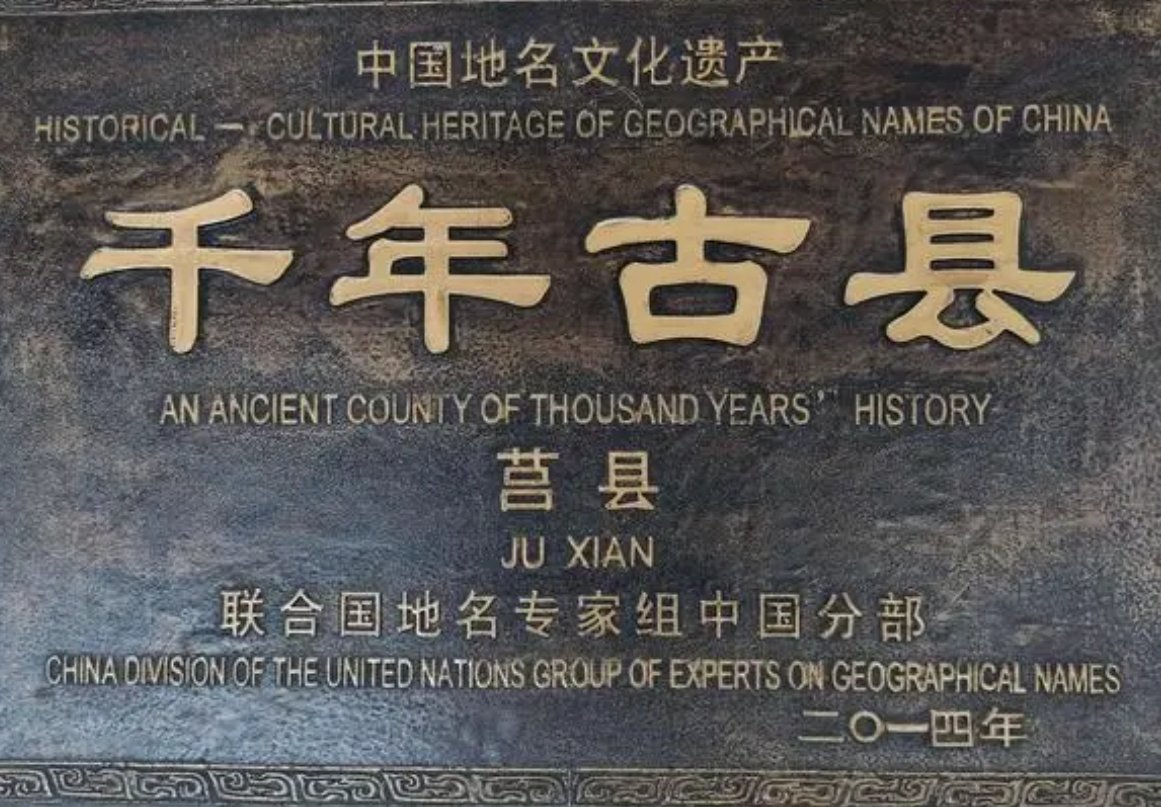 中国地名文化遗产
HISTORICAL — CULTURAL HERITAGE OF GEOGRAPHICAL NAMES OF CHINA
千年古县
AN ANCIENT COUNTY OF THOUSAND YEARS' HISTORY
莒县
JU XIAN
联合国地名专家组中国分部
CHINA DIVISION OF THE UNITED NATIONS GROUP OF EXPERTS ON GEOGRAPHICAL NAMES
二〇一四年